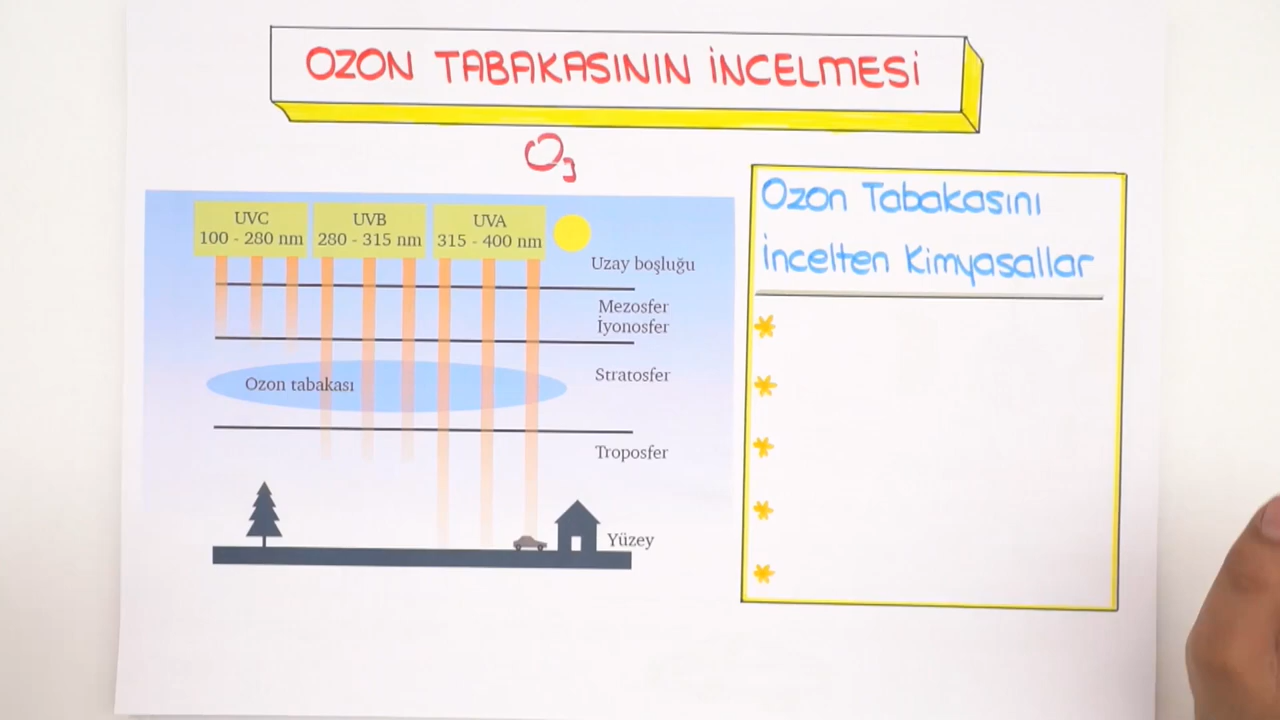 OZON TABAKASININ İNCELMESİ
O₃
UVC
100 - 280 nm
UVB
280 - 315 nm
UVA
315 - 400 nm
Uzay boşluğu
Mezosfer
İyonosfer
Ozon tabakası
Stratosfer
Troposfer
Yüzey
Ozon Tabakasını
İncelten Kimyasallar